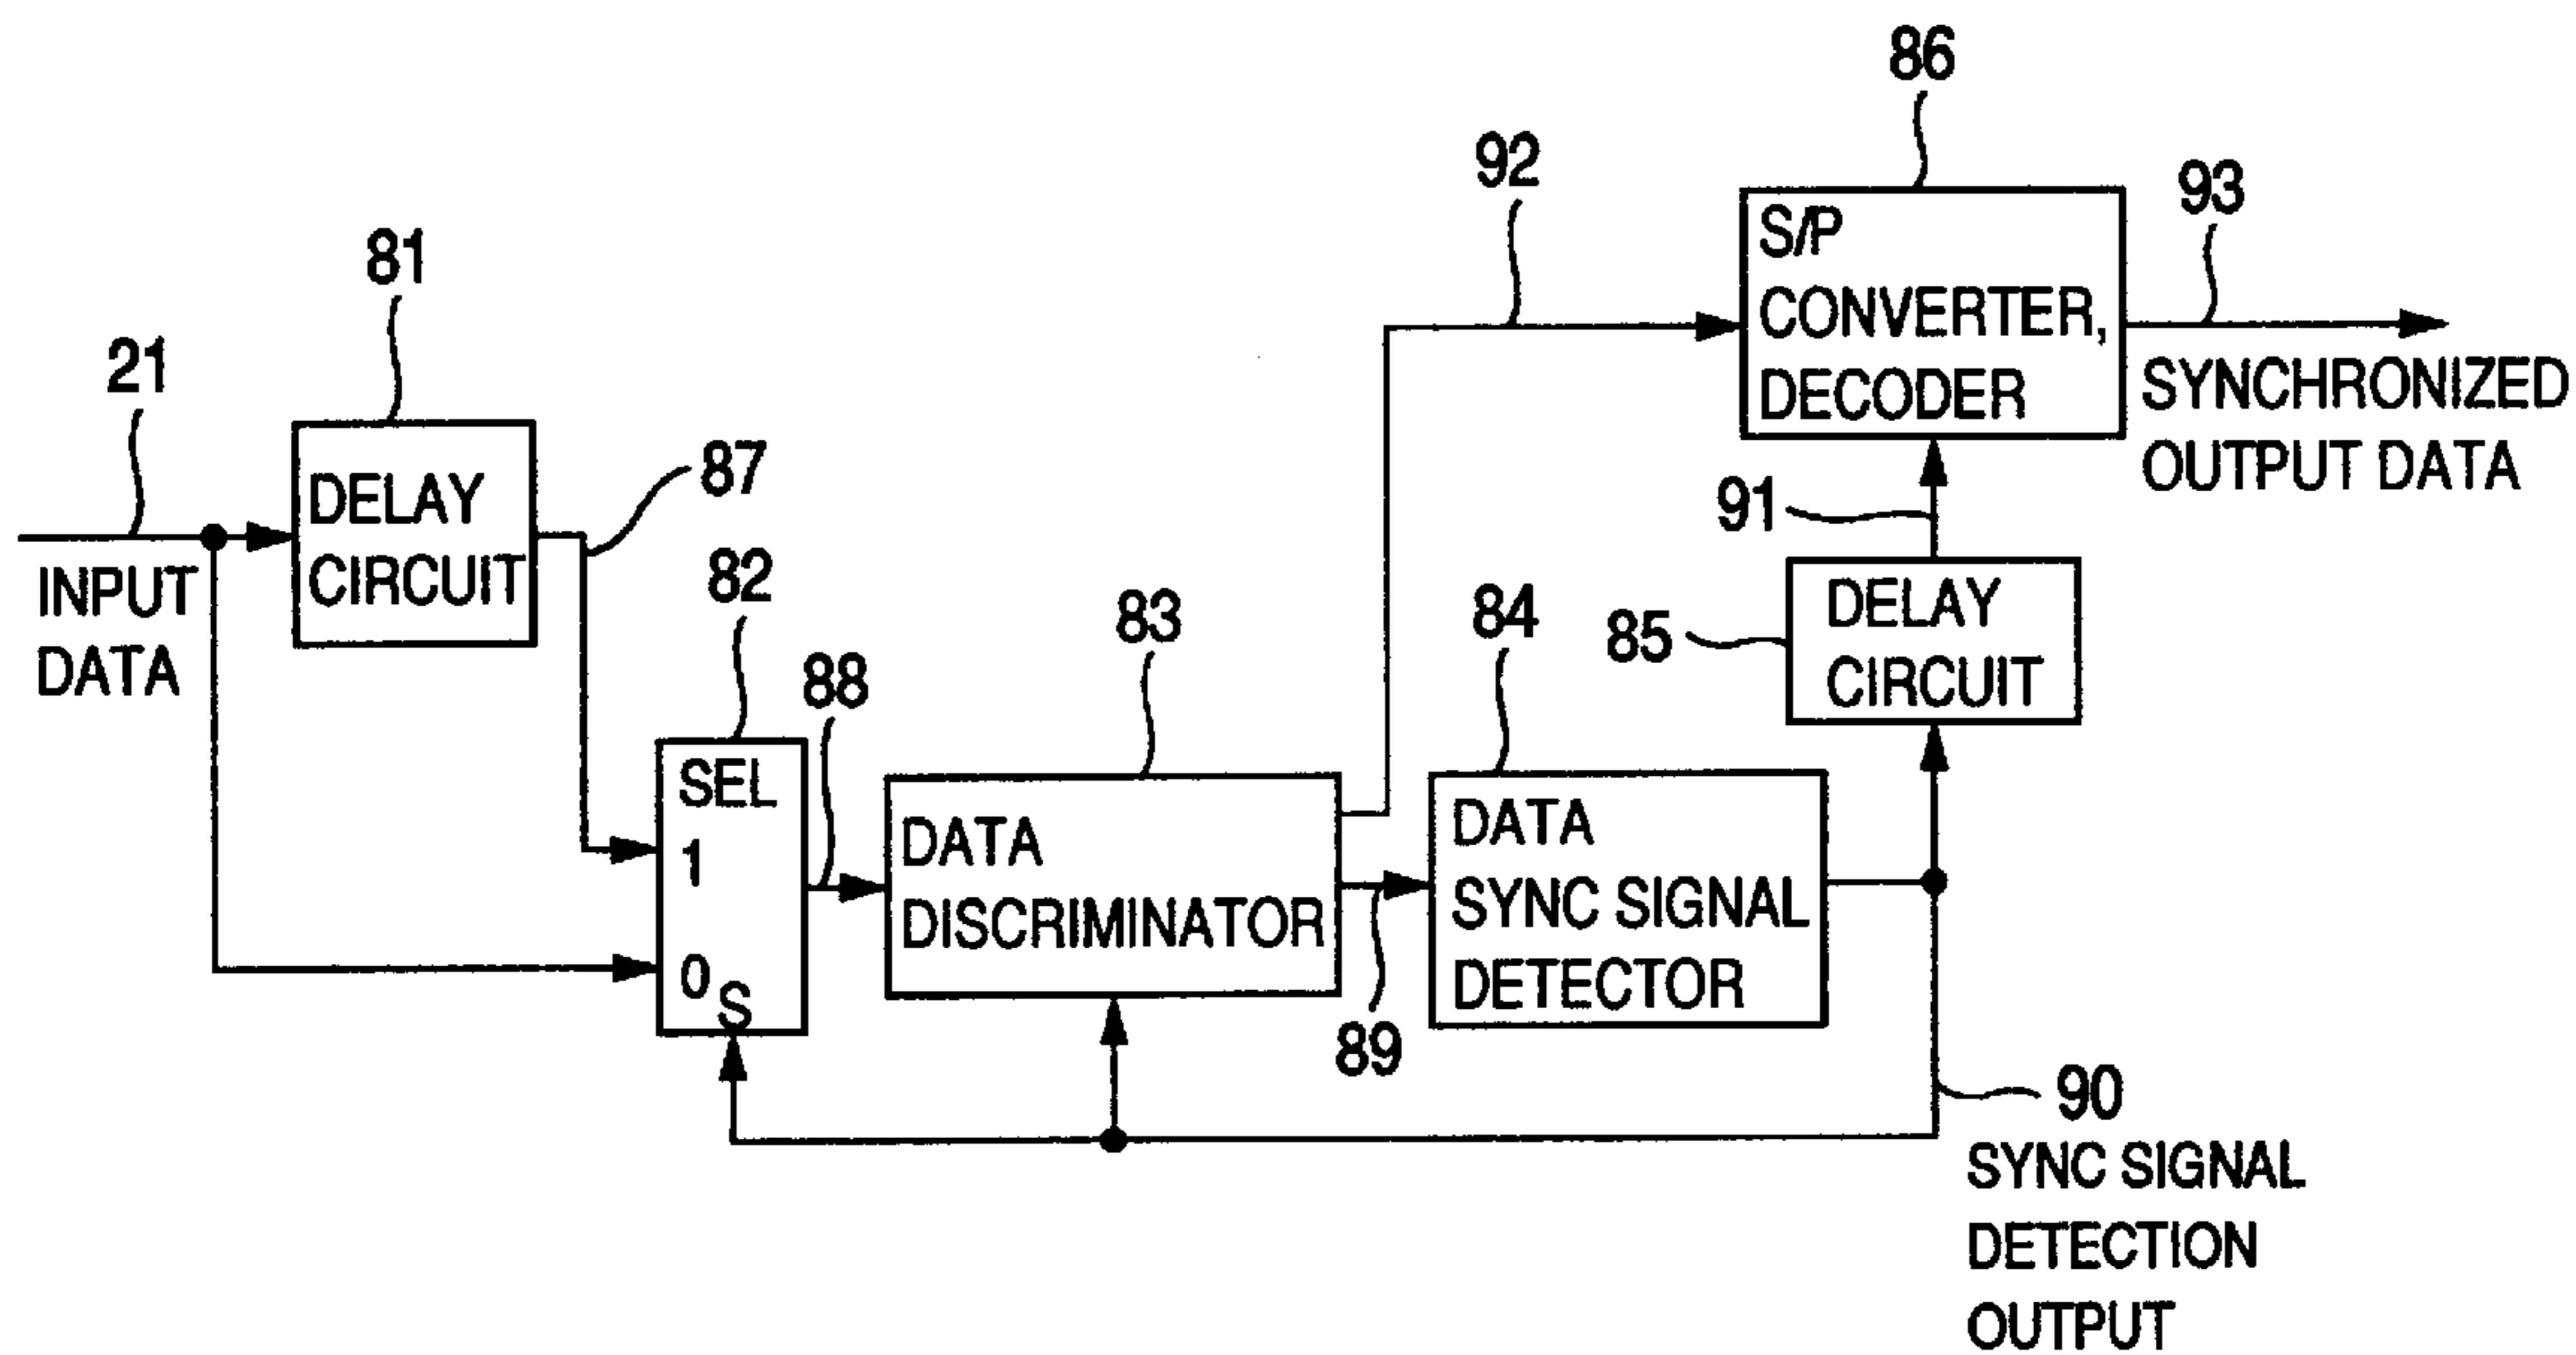 86
92
93
S/P
CONVERTER,
DECODER
SYNCHRONIZED
OUTPUT DATA
81
21
DELAY
CIRCUIT
87
INPUT
DATA
82
91
DELAY
CIRCUIT
85
83
84
88
SEL
1
0
S
DATA
DISCRIMINATOR
DATA
SYNC SIGNAL
DETECTOR
89
90
SYNC SIGNAL
DETECTION
OUTPUT